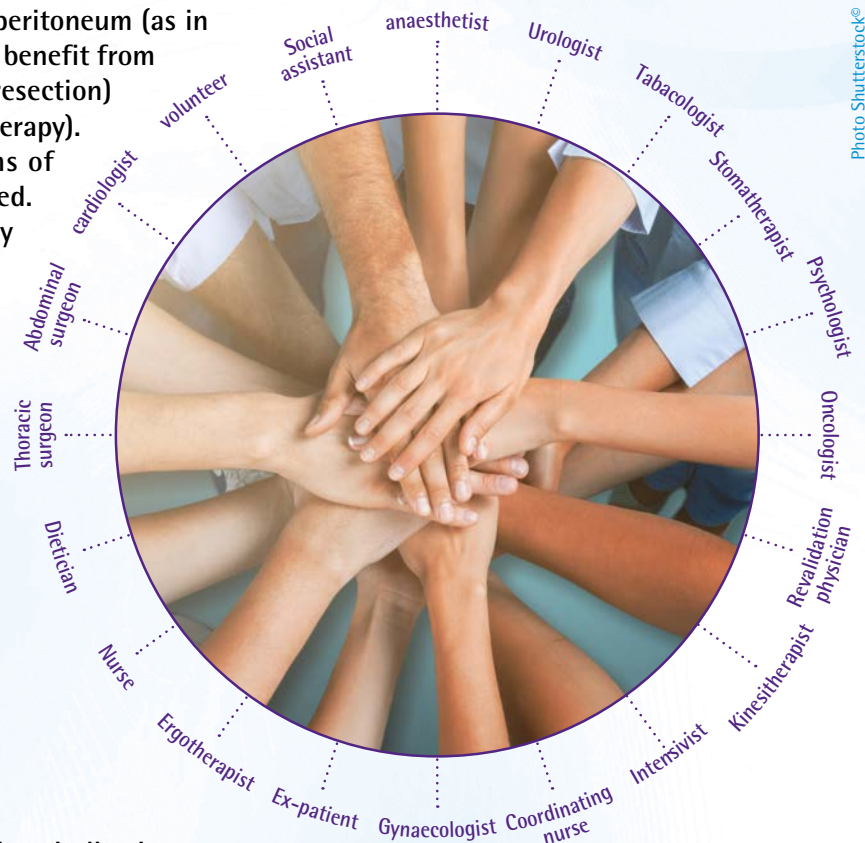 peritoneum (as in
benefit from
resection)
erapy).
ns of
ed.
y
anaesthetist
Urologist
Tabacologist
Stomatherapist
Psychologist
Oncologist
Revalidation
physician
Kinesitherapist
Intensivist
Coordinating
nurse
Gynaecologist
Ex-patient
Ergotherapist
Nurse
Dietician
Thoracic
surgeon
Abdominal
surgeon
cardiologist
volunteer
Social
assistant
Photo Shutterstock©